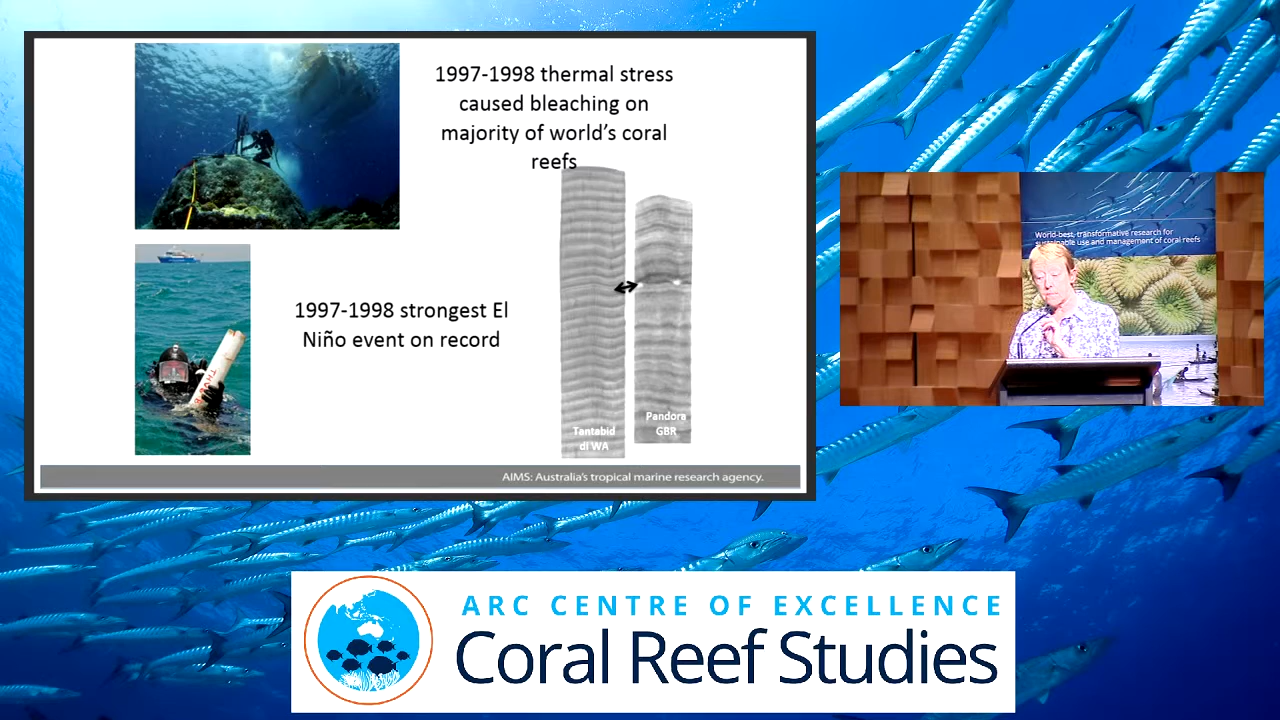 1997-1998 thermal stress
caused bleaching on
majority of world's coral
reefs
1997-1998 strongest El
Niño event on record
Tantabid
di WA
Pandora
GBR
AIMS: Australia's tropical marine research agency.
World-best, transformative research for
sustainable use and management of coral reefs
ARC CENTRE OF EXCELLENCE
Coral Reef Studies